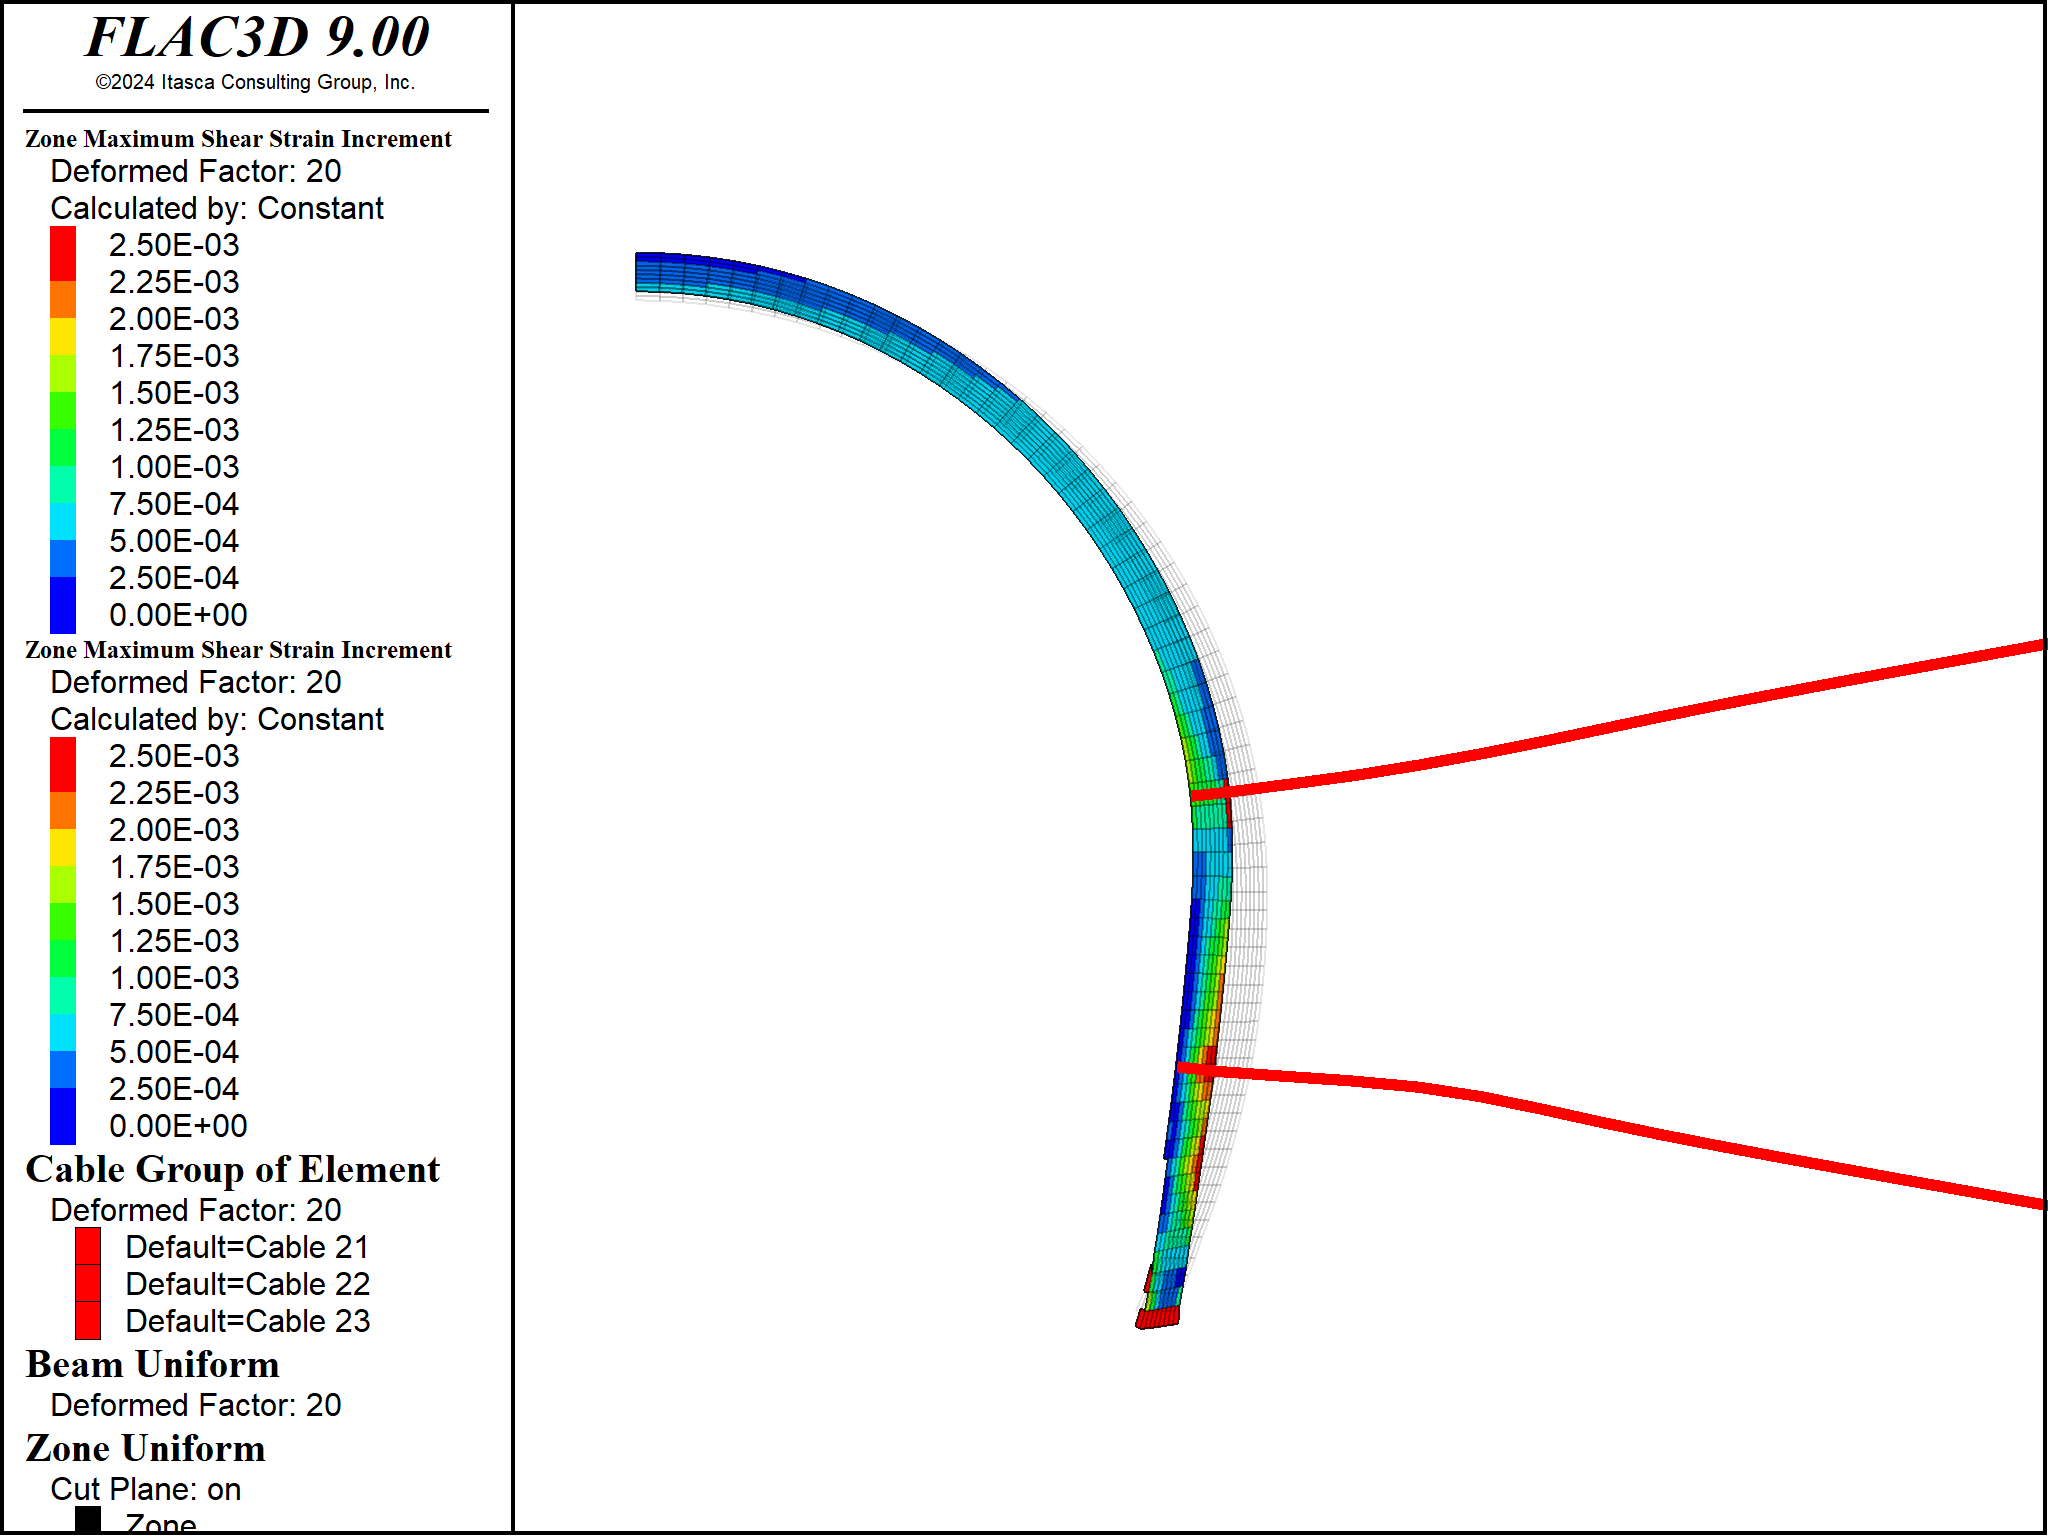 FLAC3D 9.00
©2024 Itasca Consulting Group, Inc.
Zone Maximum Shear Strain Increment
Deformed Factor: 20
Calculated by: Constant
2.50E-03
2.25E-03
2.00E-03
1.75E-03
1.50E-03
1.25E-03
1.00E-03
7.50E-04
5.00E-04
2.50E-04
0.00E+00
Zone Maximum Shear Strain Increment
Deformed Factor: 20
Calculated by: Constant
2.50E-03
2.25E-03
2.00E-03
1.75E-03
1.50E-03
1.25E-03
1.00E-03
7.50E-04
5.00E-04
2.50E-04
0.00E+00
Cable Group of Element
Deformed Factor: 20
Default=Cable 21
Default=Cable 22
Default=Cable 23
Beam Uniform
Deformed Factor: 20
Zone Uniform
Cut Plane: on
Zone